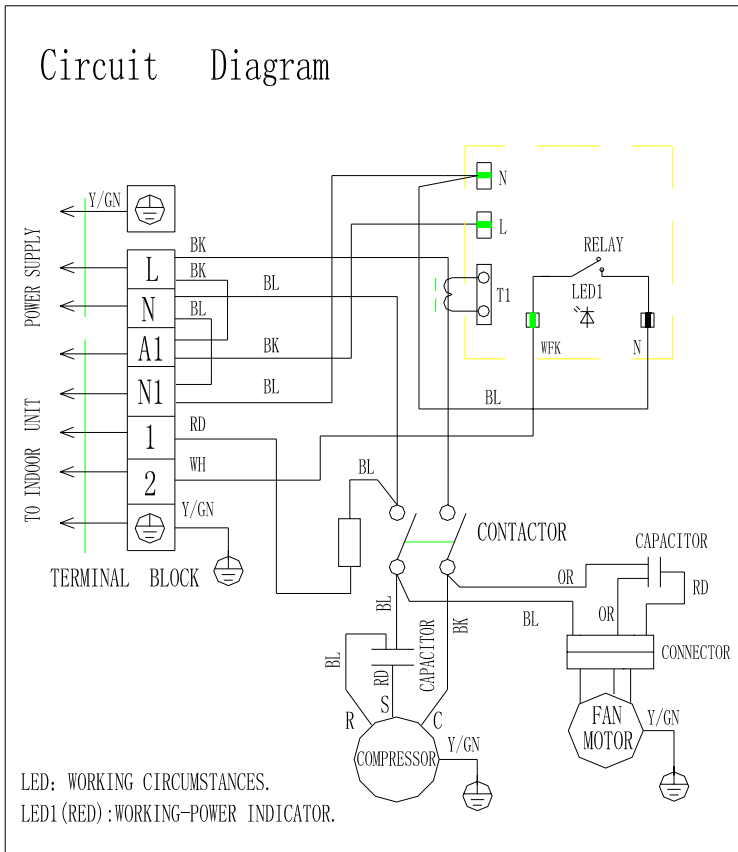 Circuit Diagram
Y/GN
POWER SUPPLY
TO INDOOR UNIT
L
N
A1
N1
1
2
BK
BK
BL
BL
BK
BL
RD
WH
Y/GN
TERMINAL BLOCK
N
L
T1
RELAY
LED1
WFK
N
BL
BL
CONTACTOR
CAPACITOR
OR
RD
BL
OR
CONNECTOR
BL
BK
CAPACITOR
BL
RD
R
S
C
COMPRESSOR
Y/GN
FAN
MOTOR
Y/GN
LED: WORKING CIRCUMSTANCES.
LED1(RED):WORKING-POWER INDICATOR.